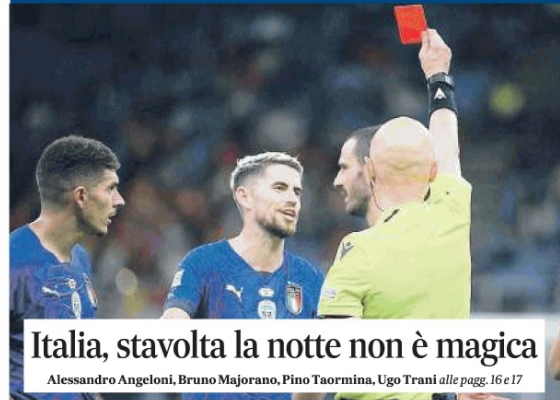 Italia, stavolta la notte non è magica
Alessandro Angeloni, Bruno Majorano, Pino Taormina, Ugo Trani alle pagg. 16 e 17